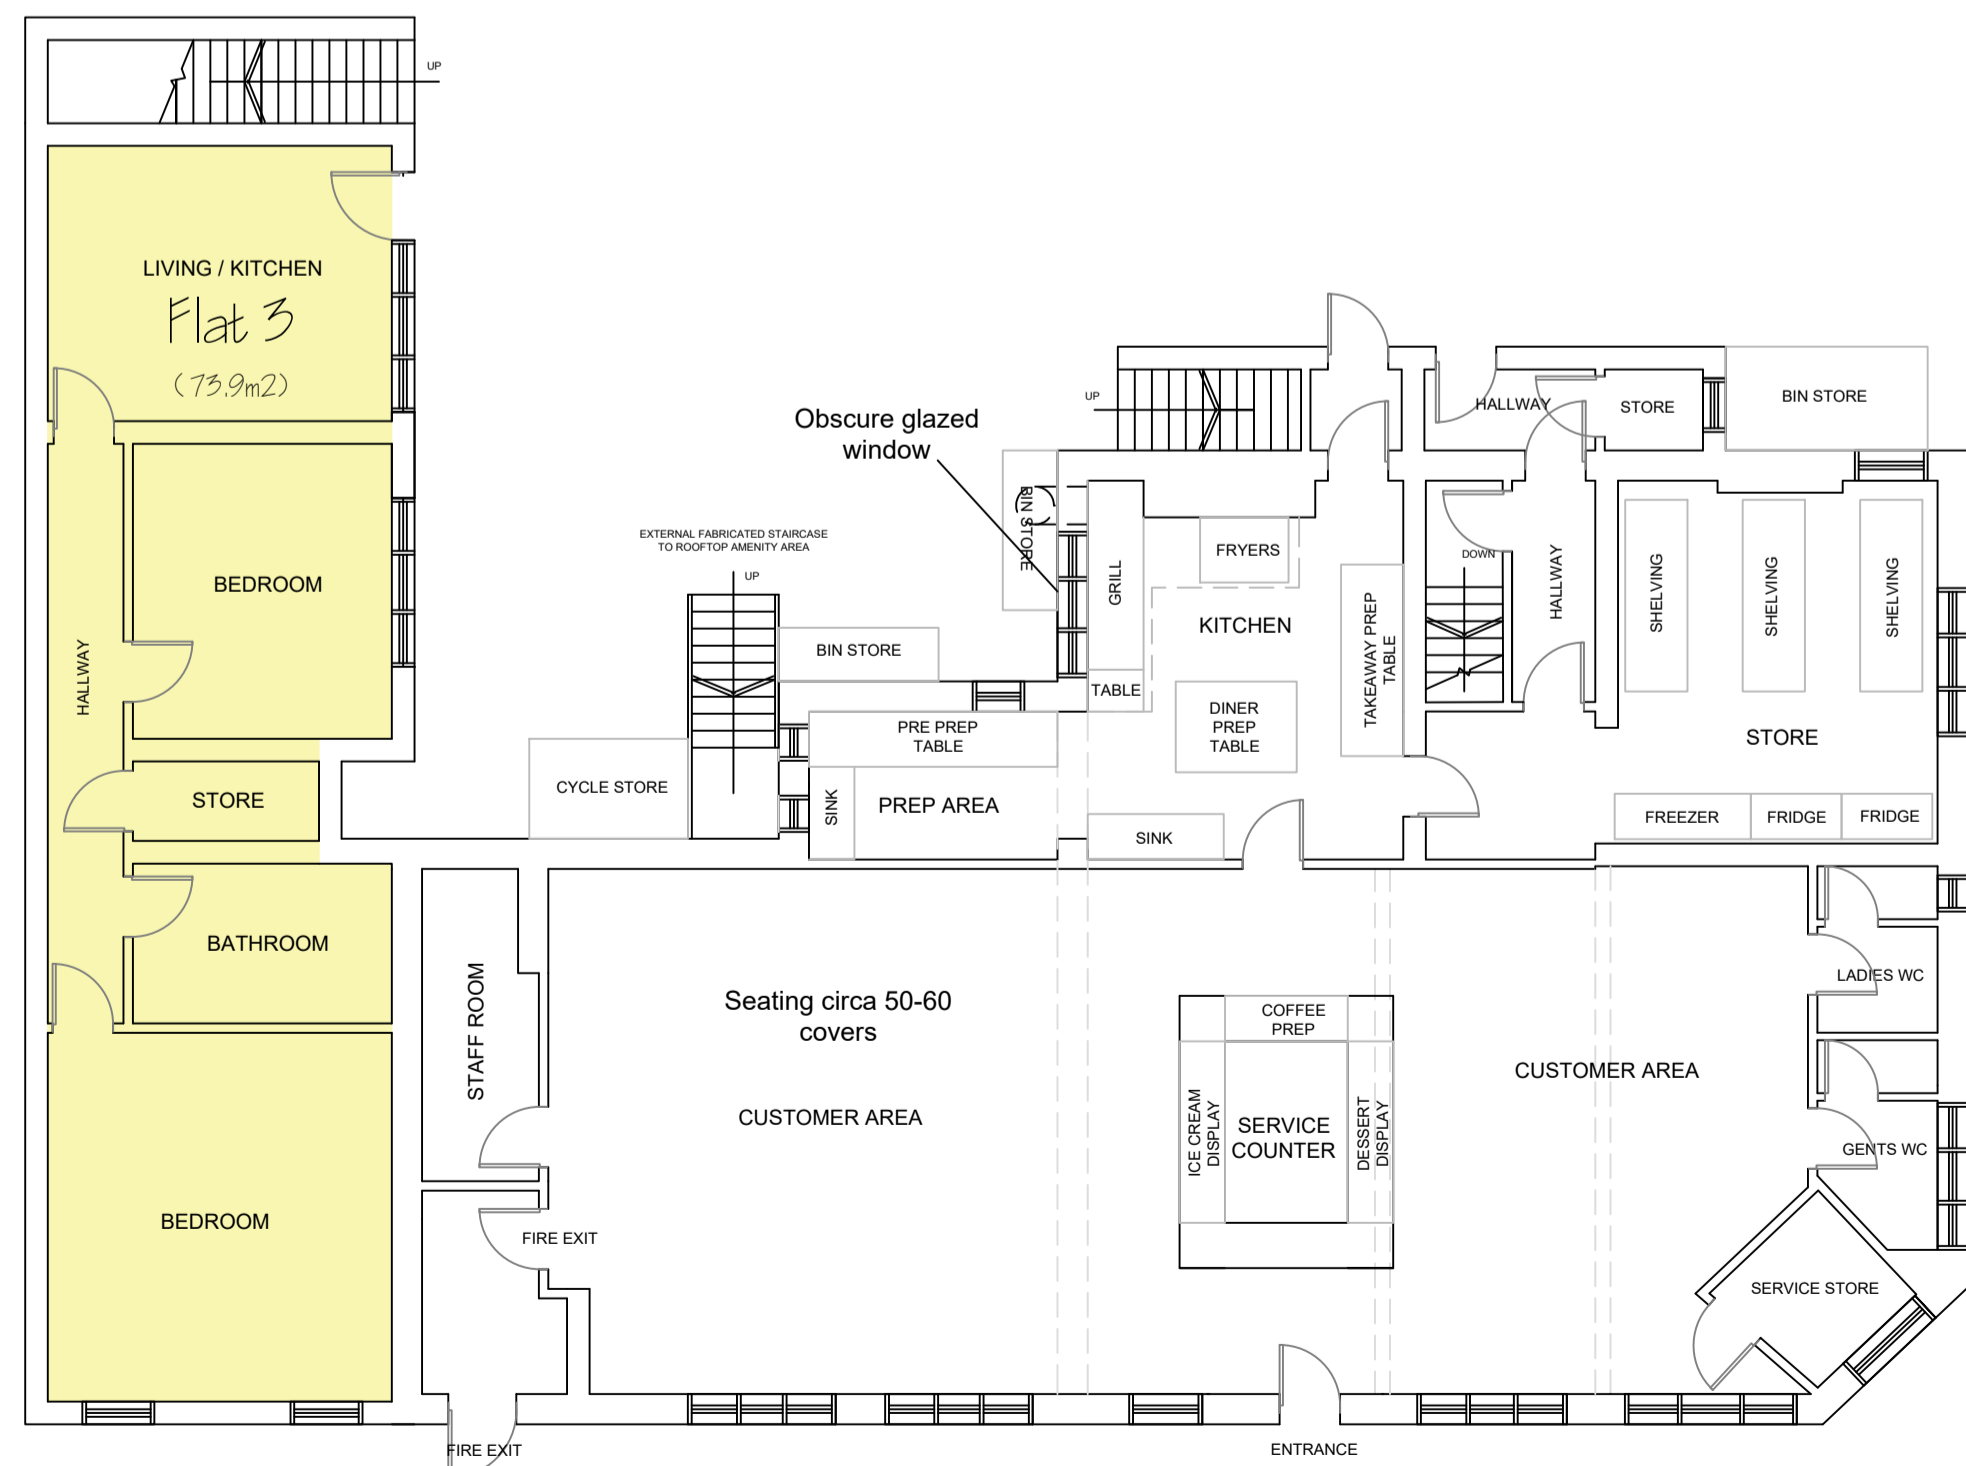 UP
LIVING / KITCHEN
Flat 3
(73.9m2)
HALLWAY
BEDROOM
STORE
BATHROOM
BEDROOM
EXTERNAL FABRICATED STAIRCASE
TO ROOFTOP AMENITY AREA
UP
CYCLE STORE
BIN STORE
Obscure glazed
window
BIN STORE
UP
PRE PREP
TABLE
SINK
PREP AREA
GRILL
FRYERS
KITCHEN
TABLE
DINER
PREP
TABLE
TAKEAWAY PREP
TABLE
SINK
HALLWAY
STORE
BIN STORE
DOWN
HALLWAY
SHELVING
SHELVING
SHELVING
STORE
FREEZER
FRIDGE
FRIDGE
STAFF ROOM
Seating circa 50-60
covers
CUSTOMER AREA
COFFEE
PREP
ICE CREAM
DISPLAY
SERVICE
COUNTER
DESSERT
DISPLAY
CUSTOMER AREA
LADIES WC
GENTS WC
SERVICE STORE
FIRE EXIT
FIRE EXIT
ENTRANCE